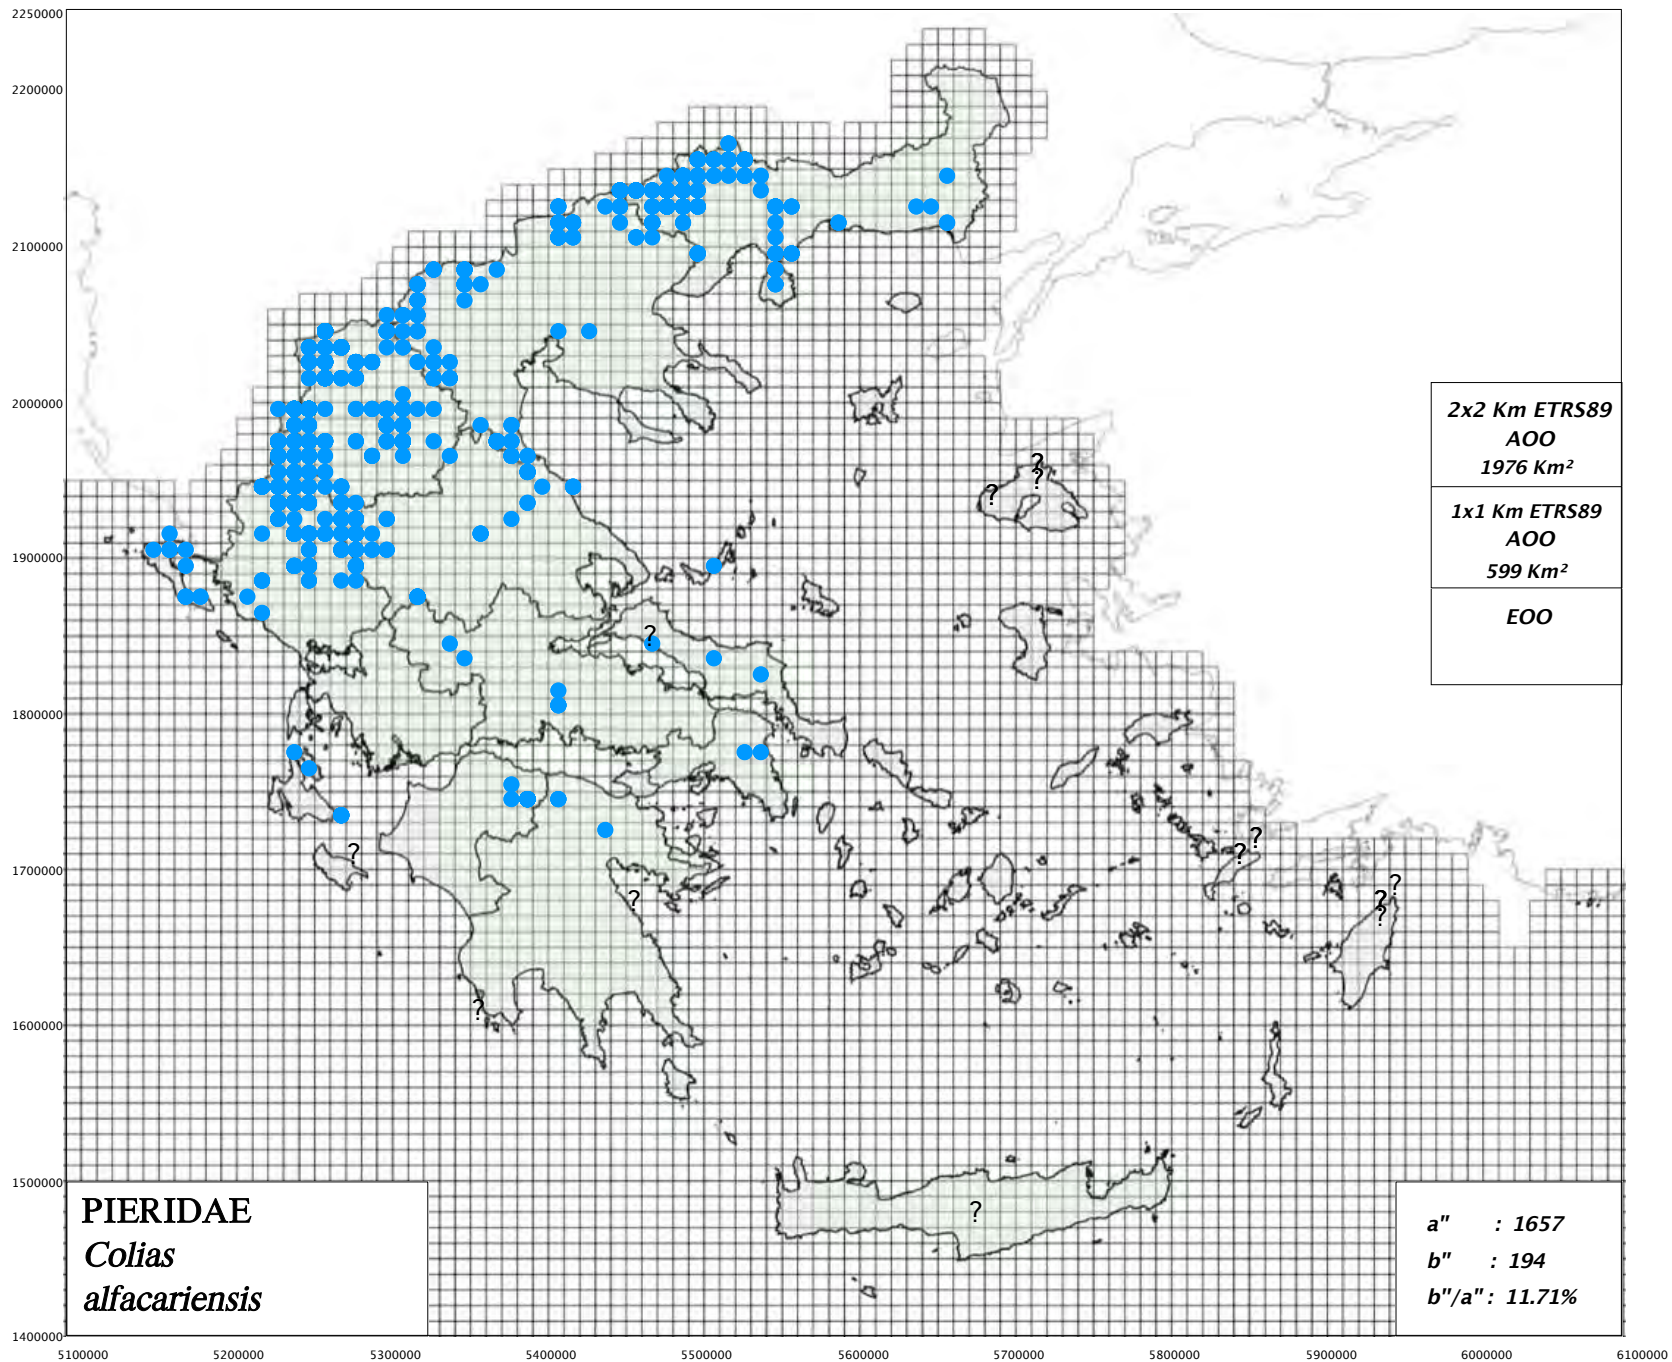 2250000
2200000
2100000
2000000
1900000
1800000
1700000
1600000
1500000
1400000
2x2 Km ETRS89
AOO
1976 Km²
1x1 Km ETRS89
AOO
599 Km²
EOO
?
?
?
?
?
?
?
?
?
?
?
?
?
PIERIDAE
Colias
alfacariensis
a" : 1657
b" : 194
b"/a" : 11.71%
5100000 5200000 5300000 5400000 5500000 5600000 5700000 5800000 5900000 6000000 6100000